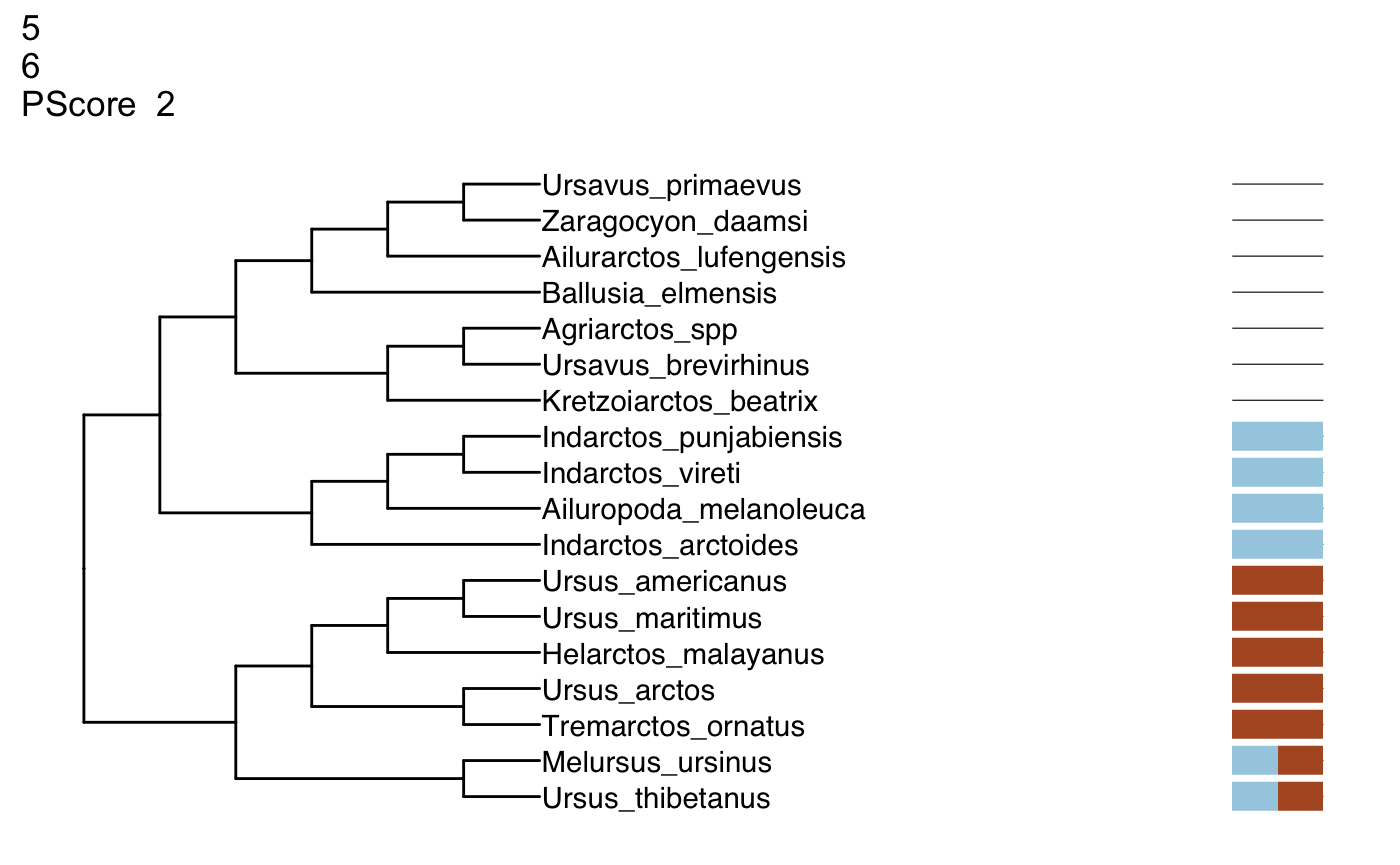 5
6
PScore 2
Ursavus_primaevus
Zaragocyon_daamsi
Ailurarctos_lufengensis
Ballusia_elmensis
Agriarctos_spp
Ursavus_brevirhinus
Kretzoiarctos_beatrix
Indarctos_punjabiensis
Indarctos_vireti
Ailuropoda_melanoleuca
Indarctos_arctoides
Ursus_americanus
Ursus_maritimus
Helarctos_malayanus
Ursus_arctos
Tremarctos_ornatus
Melursus_ursinus
Ursus_thibetanus